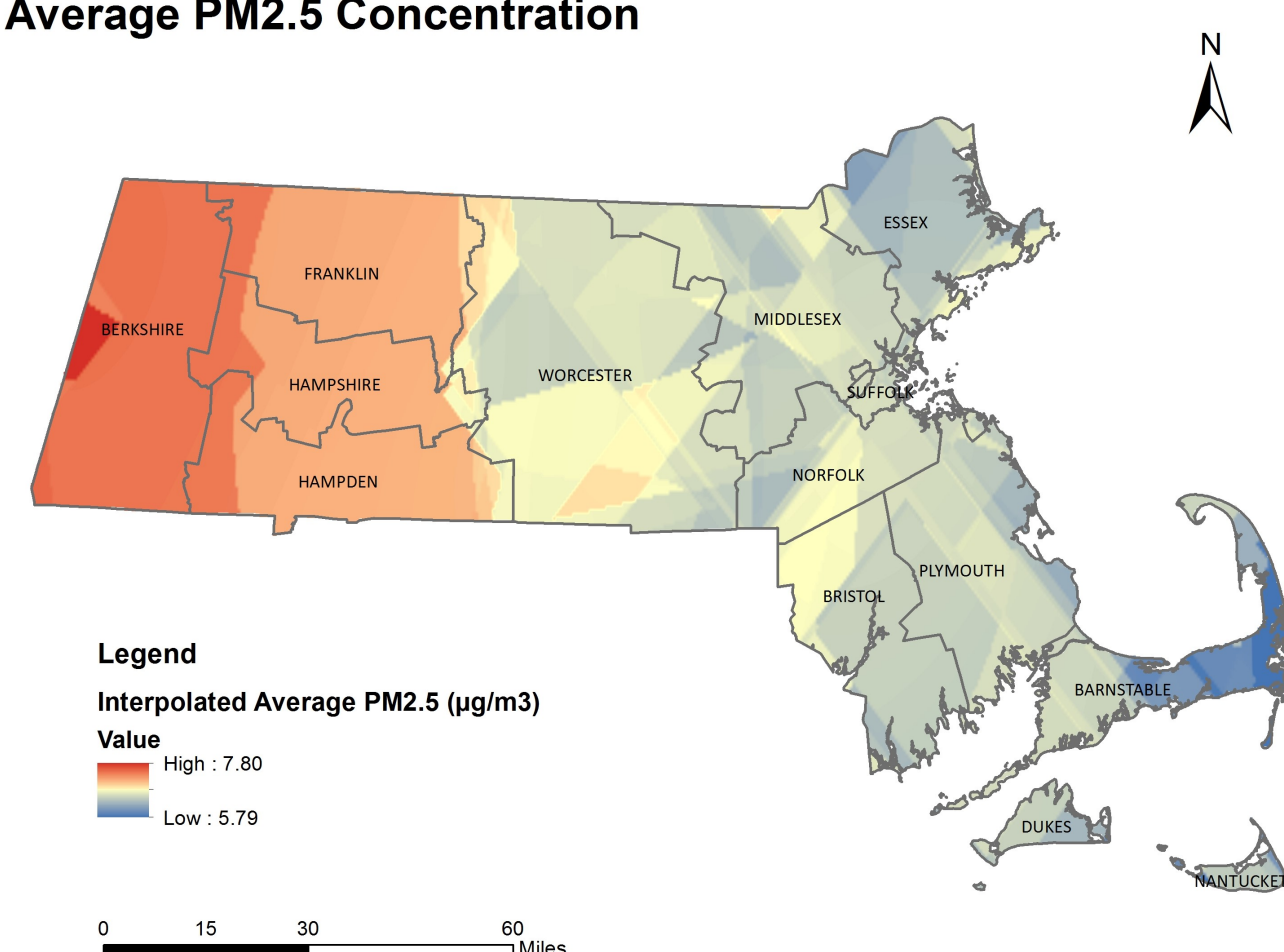 Average PM2.5 Concentration
N
ESSEX
FRANKLIN
MIDDLESEX
BERKSHIRE
WORCESTER
HAMPSHIRE
SUFFOLK
NORFOLK
HAMPDEN
PLYMOUTH
BRISTOL
Legend
BARNSTABLE
Interpolated Average PM2.5 (µg/m3)
Value
High : 7.80
Low : 5.79
DUKES
NANTUCKET
0 15 30 60
Miles